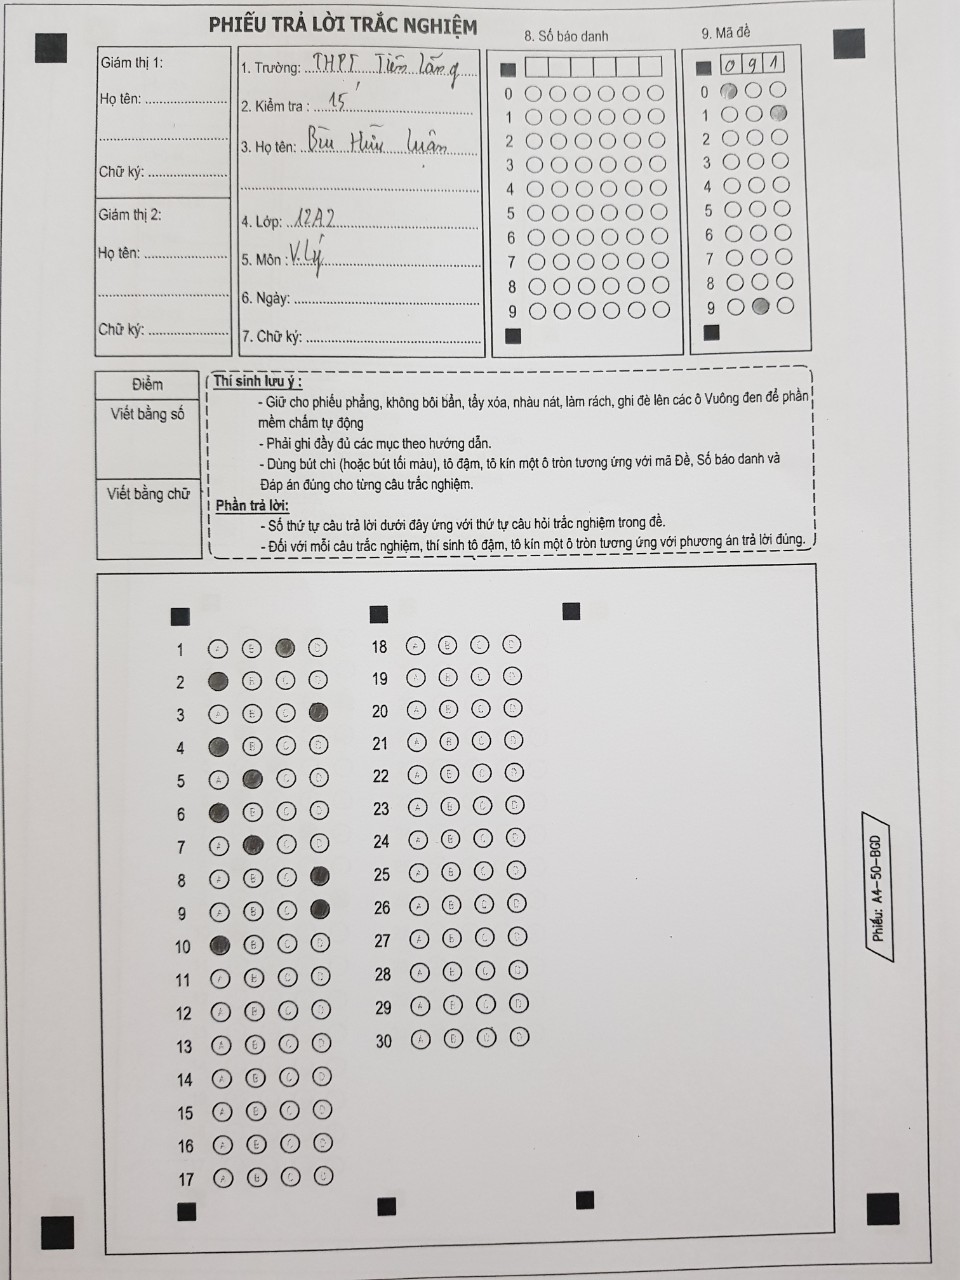 PHIẾU TRẢ LỜI TRẮC NGHIỆM
Giám thị 1:
Họ tên: ........................
........................
Chữ ký: ........................
Giám thị 2:
Họ tên: ........................
........................
Chữ ký: ........................
1. Trường: THPT Tiên Lãng
2. Kiểm tra : 15'
3. Họ tên: Bùi Hữu Luân
........................
4. Lớp: 12A2
5. Môn : V.Lý
6. Ngày: ........................
7. Chữ ký: ........................
8. Số báo danh
0
1
2
3
4
5
6
7
8
9
9. Mã đề
0 9 1
0
1
2
3
4
5
6
7
8
9
Điểm
Viết bằng số
Viết bằng chữ
Thí sinh lưu ý :
- Giữ cho phiếu phẳng, không bôi bẩn, tẩy xóa, nhàu nát, làm rách, ghi đè lên các ô Vuông đen để phần
mềm chấm tự động
- Phải ghi đầy đủ các mục theo hướng dẫn.
- Dùng bút chì (hoặc bút tối màu), tô đậm, tô kín một ô tròn tương ứng với mã Đề, Số báo danh và
Đáp án đúng cho từng câu trắc nghiệm.
Phần trả lời:
- Số thứ tự câu trả lời dưới đây ứng với thứ tự câu hỏi trắc nghiệm trong đề.
- Đối với mỗi câu trắc nghiệm, thí sinh tô đậm, tô kín một ô tròn tương ứng với phương án trả lời đúng.
1 A B D
2 B C D
3 A B C
4 B C D
5 A C D
6 B C D
7 A C D
8 A B C
9 A B C
10 B C D
11 A B C D
12 A B C D
13 A B C D
14 A B C D
15 A B C D
16 A B C D
17 A B C D
18 A B C D
19 A B C D
20 A B C D
21 A B C D
22 A B C D
23 A B C D
24 A B C D
25 A B C D
26 A B C D
27 A B C D
28 A B C D
29 A B C D
30 A B C D
Phiếu: A4-50-BGD